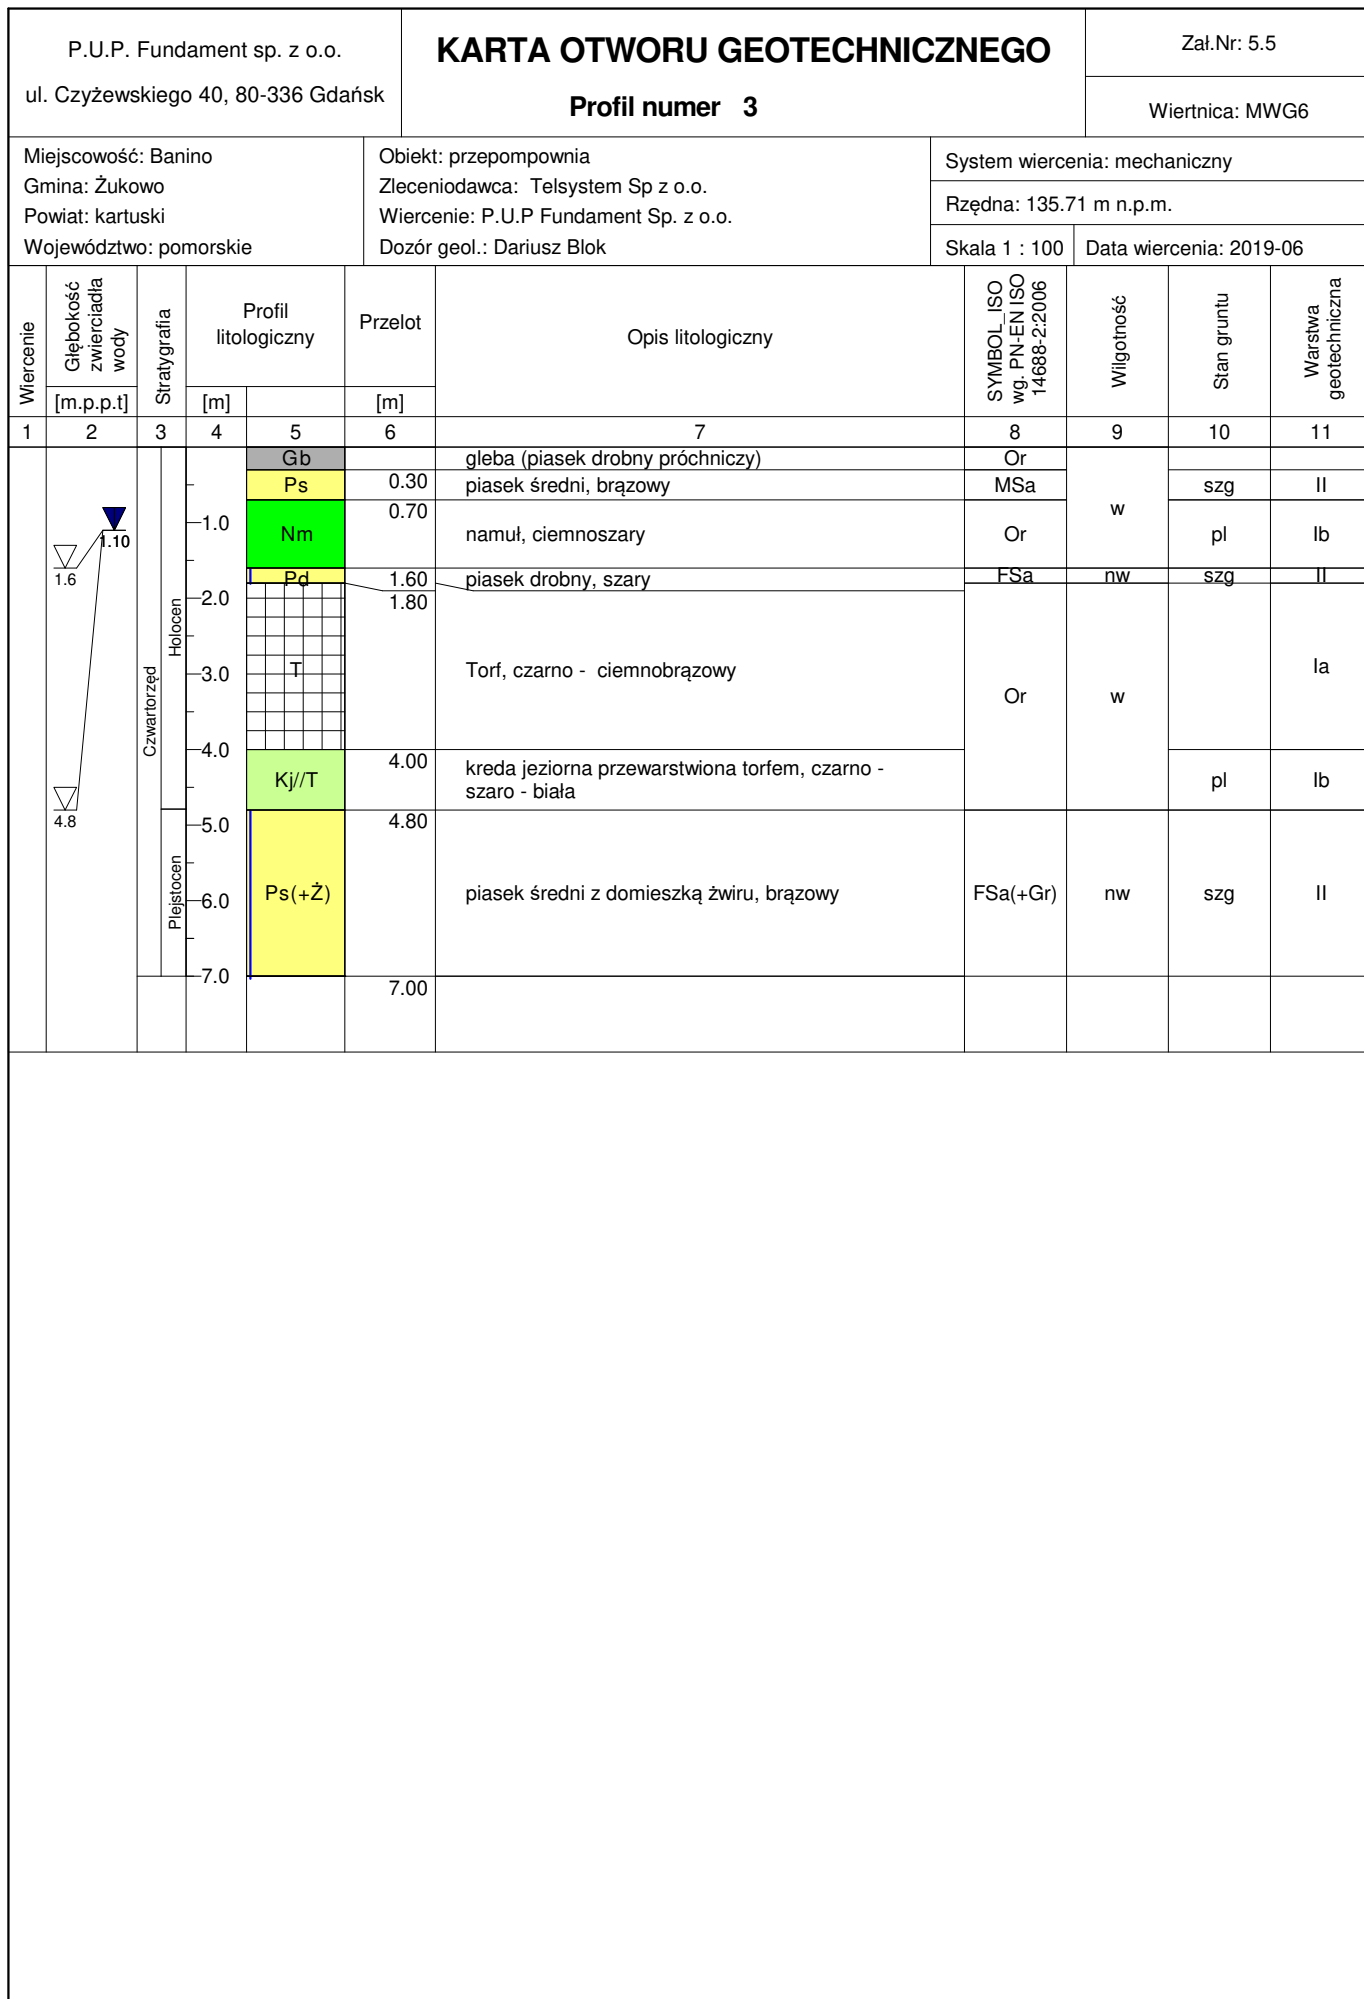 P.U.P. Fundament sp. z o.o.
ul. Czyżewskiego 40, 80-336 Gdańsk
KARTA OTWORU GEOTECHNICZNEGO
Profil numer 3
Zał.Nr: 5.5
Wiertnica: MWG6
Miejscowość: Banino
Gmina: Żukowo
Powiat: kartuski
Województwo: pomorskie
Obiekt: przepompownia
Zleceniodawca: Telsystem Sp z o.o.
Wiercenie: P.U.P Fundament Sp. z o.o.
Dozór geol.: Dariusz Blok
System wiercenia: mechaniczny
Rzędna: 135.71 m n.p.m.
Skala 1 : 100
Data wiercenia: 2019-06
Wiercenie
Głębokość
zwierciadła
wody
[m.p.p.t]
Stratygrafia
Profil
litologiczny
[m]
Przelot
[m]
Opis litologiczny
SYMBOL_ISO
wg. PN-EN ISO
14688-2:2006
Wilgotność
Stan gruntu
Warstwa
geotechniczna
1 2 3 4 5 6 7 8 9 10 11
Gb gleba (piasek drobny próchniczy) Or
Ps 0.30 piasek średni, brązowy MSa szg II
w
1.0 Nm 0.70 namuł, ciemnoszary Or pl Ib
1.10
1.6
Pd 1.60 piasek drobny, szary FSa nw szg II
2.0 1.80
Holocen
3.0 T Torf, czarno - ciemnobrązowy Ia
Or w
Czwartorzęd
4.0 4.00
Kj//T kreda jeziorna przewarstwiona torfem, czarno -
szaro - biała
pl Ib
4.8
5.0 4.80
Plejstocen
6.0 Ps(+Ż) piasek średni z domieszką żwiru, brązowy FSa(+Gr) nw szg II
7.0 7.00